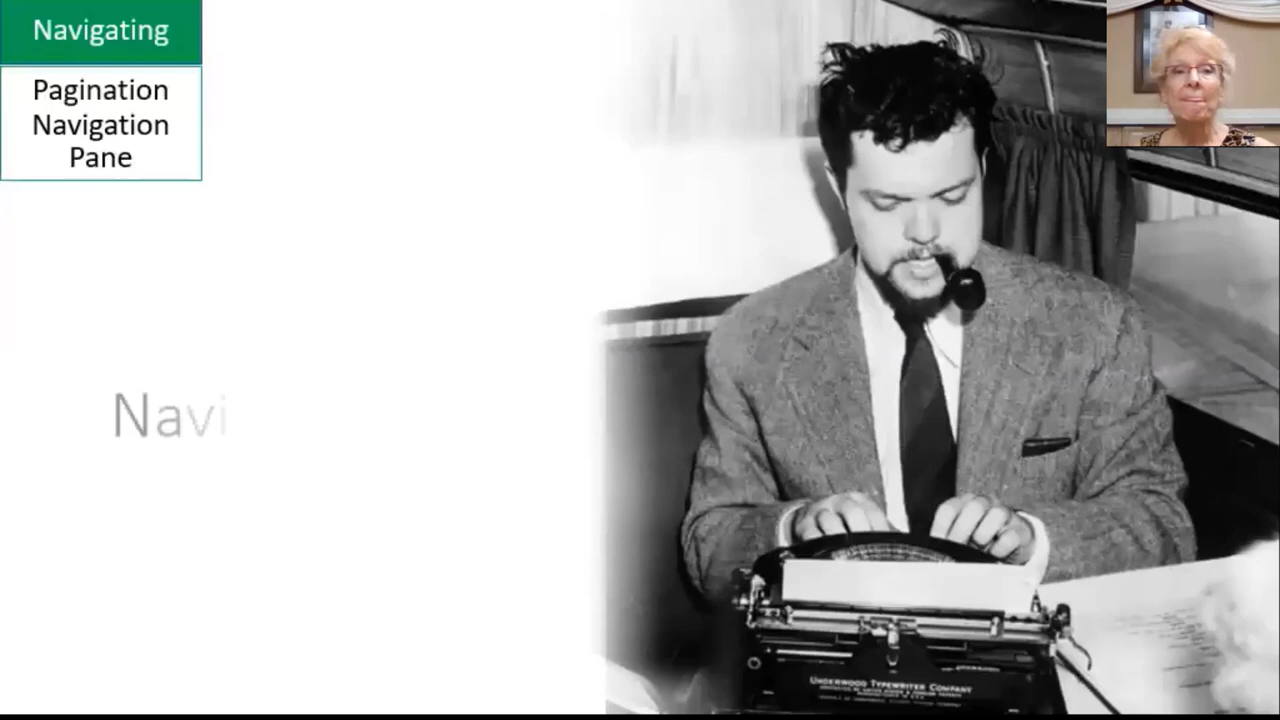 Navigating
Pagination
Navigation
Pane
Navi
UNDERWOOD TYPEWRITER COMPANY